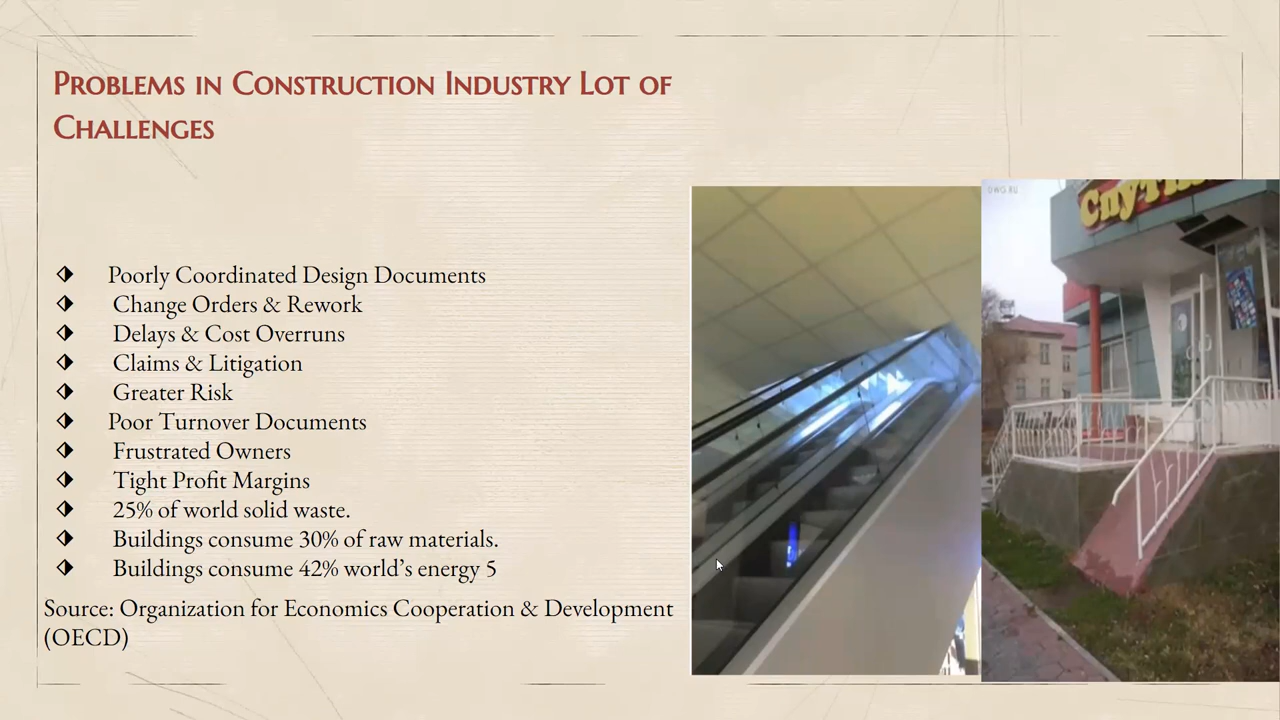 Problems in Construction Industry Lot of
Challenges
Poorly Coordinated Design Documents
Change Orders & Rework
Delays & Cost Overruns
Claims & Litigation
Greater Risk
Poor Turnover Documents
Frustrated Owners
Tight Profit Margins
25% of world solid waste.
Buildings consume 30% of raw materials.
Buildings consume 42% world’s energy 5
Source: Organization for Economics Cooperation & Development
(OECD)
DWG.RU